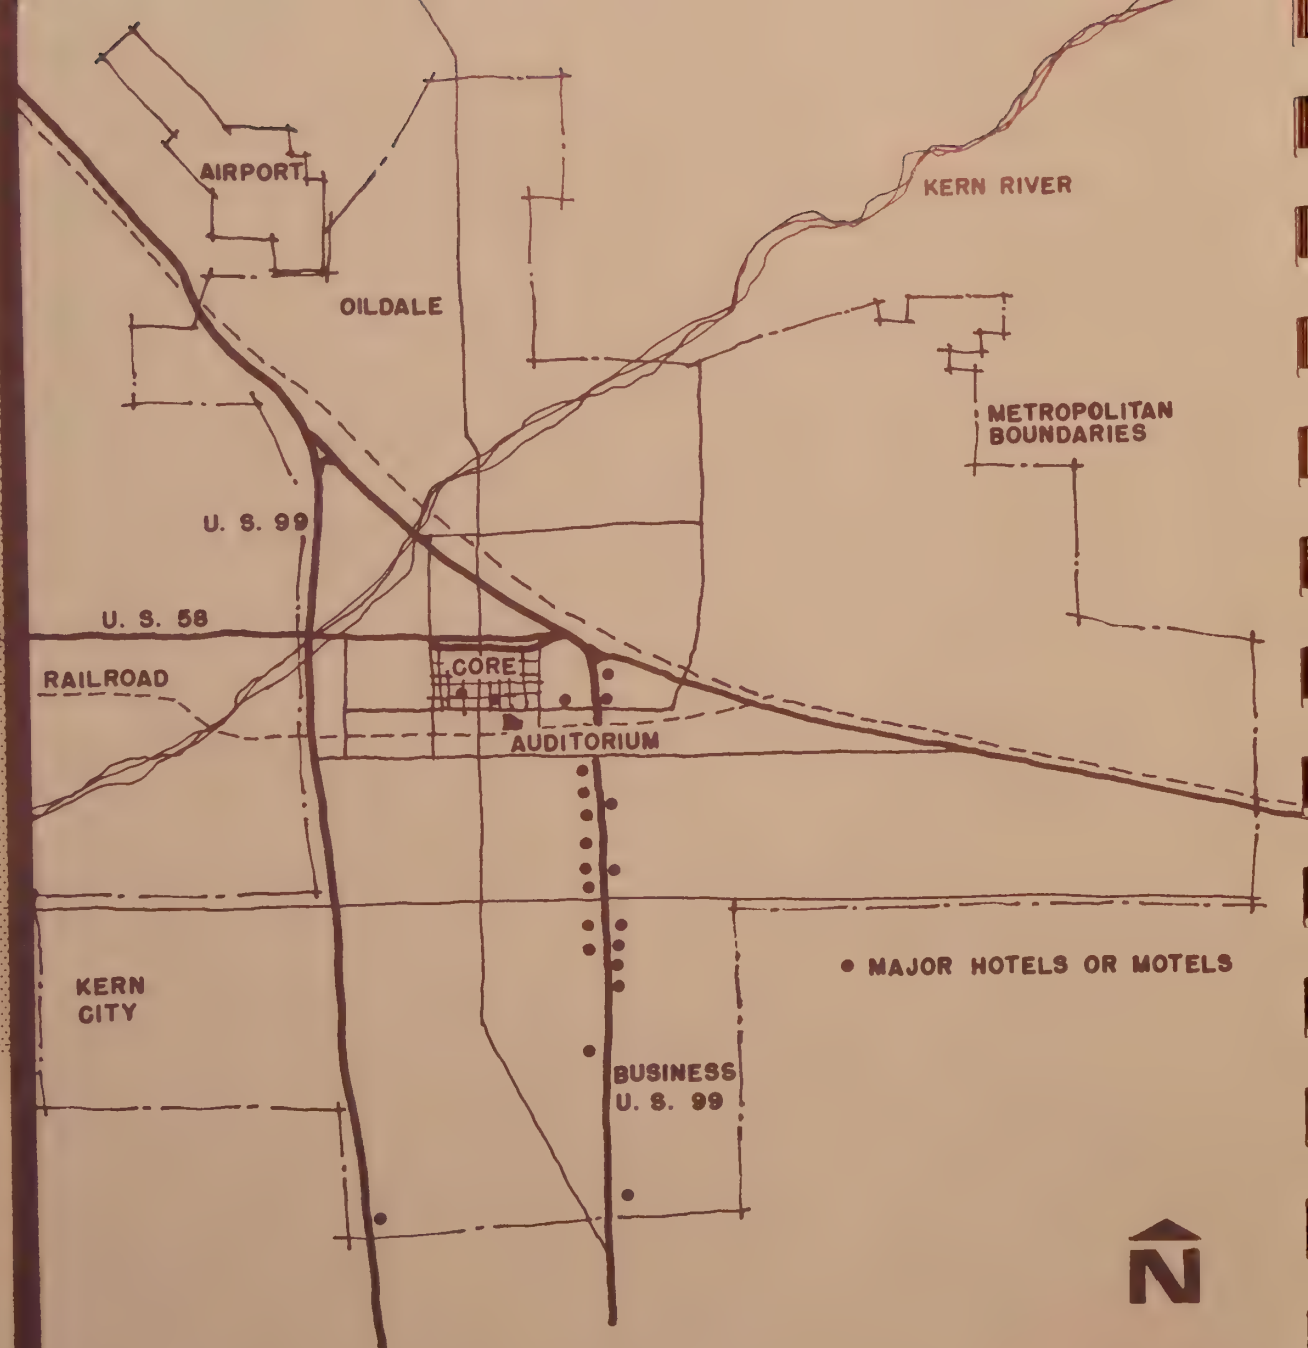 AIRPORT
KERN RIVER
OILDALE
METROPOLITAN
BOUNDARIES
U. S. 99
U. S. 58
CORE
RAILROAD
AUDITORIUM
● MAJOR HOTELS OR MOTELS
KERN
CITY
BUSINESS
U. S. 99
N